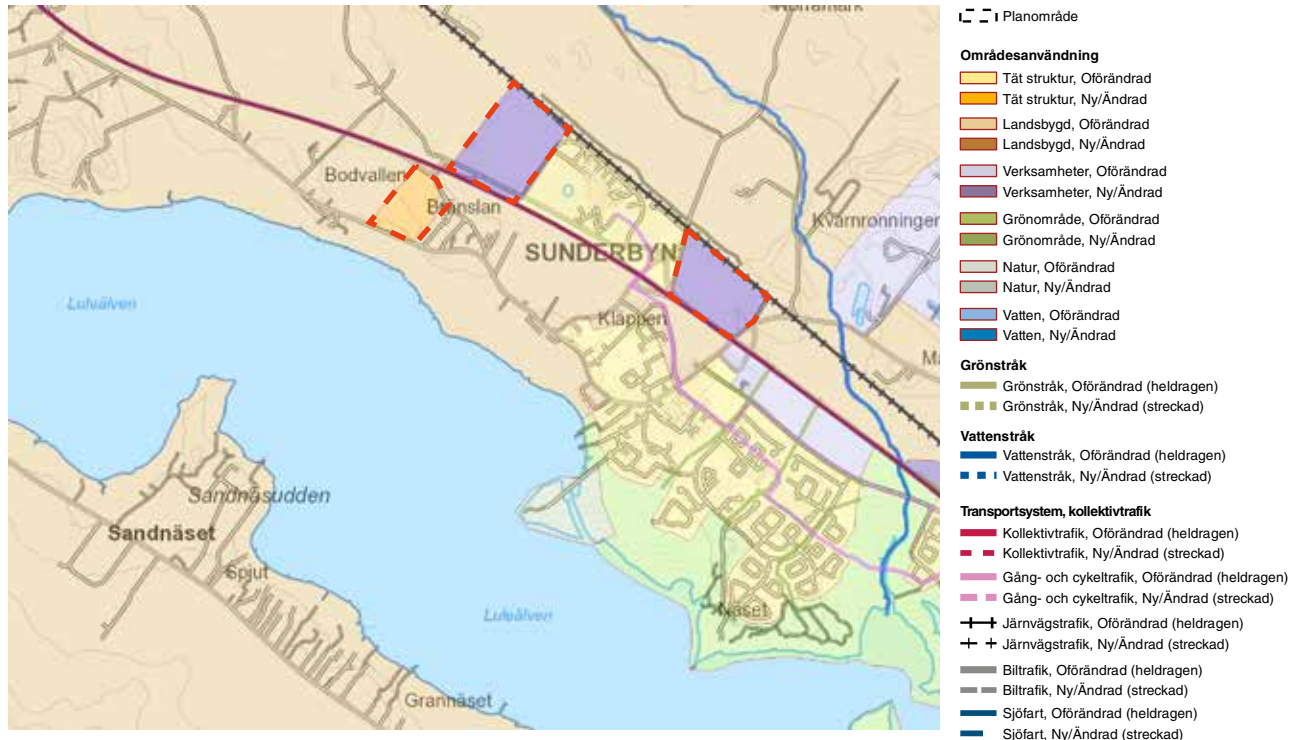 Bodvallen
Brånslan
SUNDERBYN
Kvarnronningen
Klappen
Lulvälven
Sandnäsudden
Sandnäset
Spjut
Luleälven
Näset
Grannäset
Planområde
Områdesanvändning
Tät struktur, Oförändrad
Tät struktur, Ny/Ändrad
Landsbygd, Oförändrad
Landsbygd, Ny/Ändrad
Verksamheter, Oförändrad
Verksamheter, Ny/Ändrad
Grönområde, Oförändrad
Grönområde, Ny/Ändrad
Natur, Oförändrad
Natur, Ny/Ändrad
Vatten, Oförändrad
Vatten, Ny/Ändrad
Grönstråk
Grönstråk, Oförändrad (heldragen)
Grönstråk, Ny/Ändrad (streckad)
Vattenstråk
Vattenstråk, Oförändrad (heldragen)
Vattenstråk, Ny/Ändrad (streckad)
Transportsystem, kollektivtrafik
Kollektivtrafik, Oförändrad (heldragen)
Kollektivtrafik, Ny/Ändrad (streckad)
Gång- och cykeltrafik, Oförändrad (heldragen)
Gång- och cykeltrafik, Ny/Ändrad (streckad)
Järnvägstrafik, Oförändrad (heldragen)
Järnvägstrafik, Ny/Ändrad (streckad)
Biltrafik, Oförändrad (heldragen)
Biltrafik, Ny/Ändrad (streckad)
Sjöfart, Oförändrad (heldragen)
Sjöfart, Ny/Ändrad (streckad)